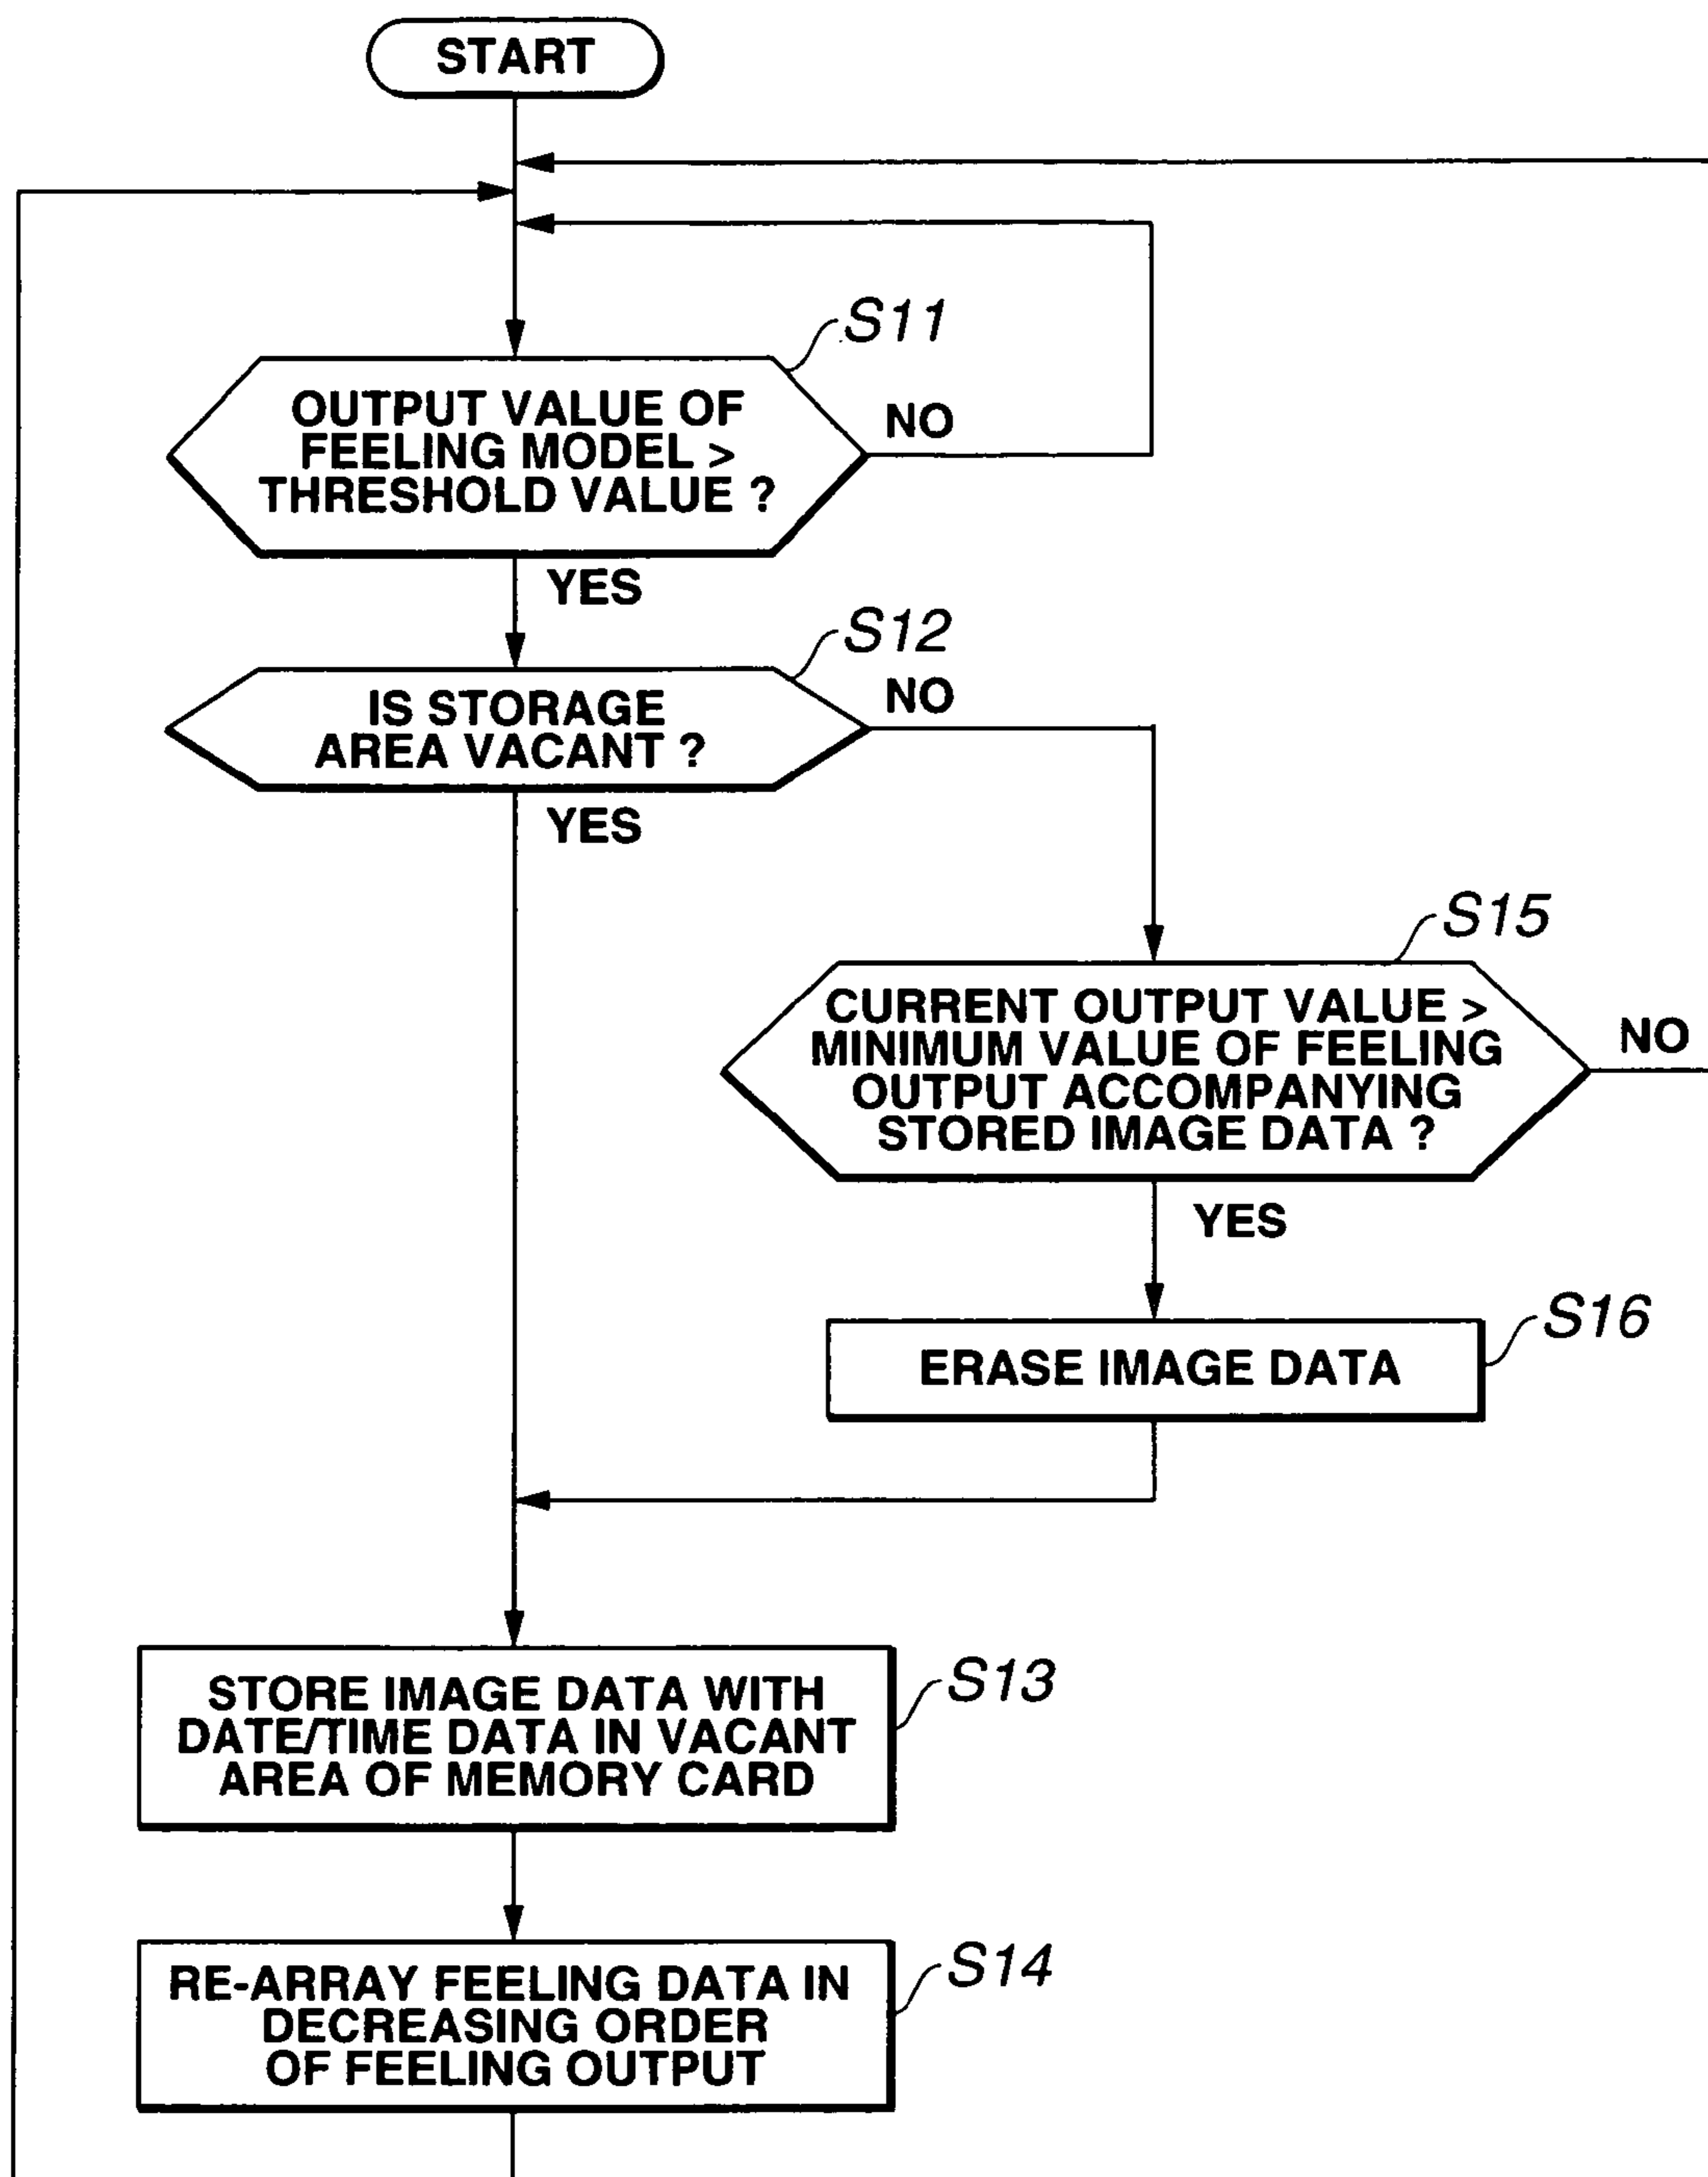 START
S11
OUTPUT VALUE OF
FEELING MODEL >
THRESHOLD VALUE ?
NO
YES
S12
IS STORAGE
AREA VACANT ?
NO
YES
S15
CURRENT OUTPUT VALUE >
MINIMUM VALUE OF FEELING
OUTPUT ACCOMPANYING
STORED IMAGE DATA ?
NO
YES
S16
ERASE IMAGE DATA
S13
STORE IMAGE DATA WITH
DATE/TIME DATA IN VACANT
AREA OF MEMORY CARD
S14
RE-ARRAY FEELING DATA IN
DECREASING ORDER
OF FEELING OUTPUT